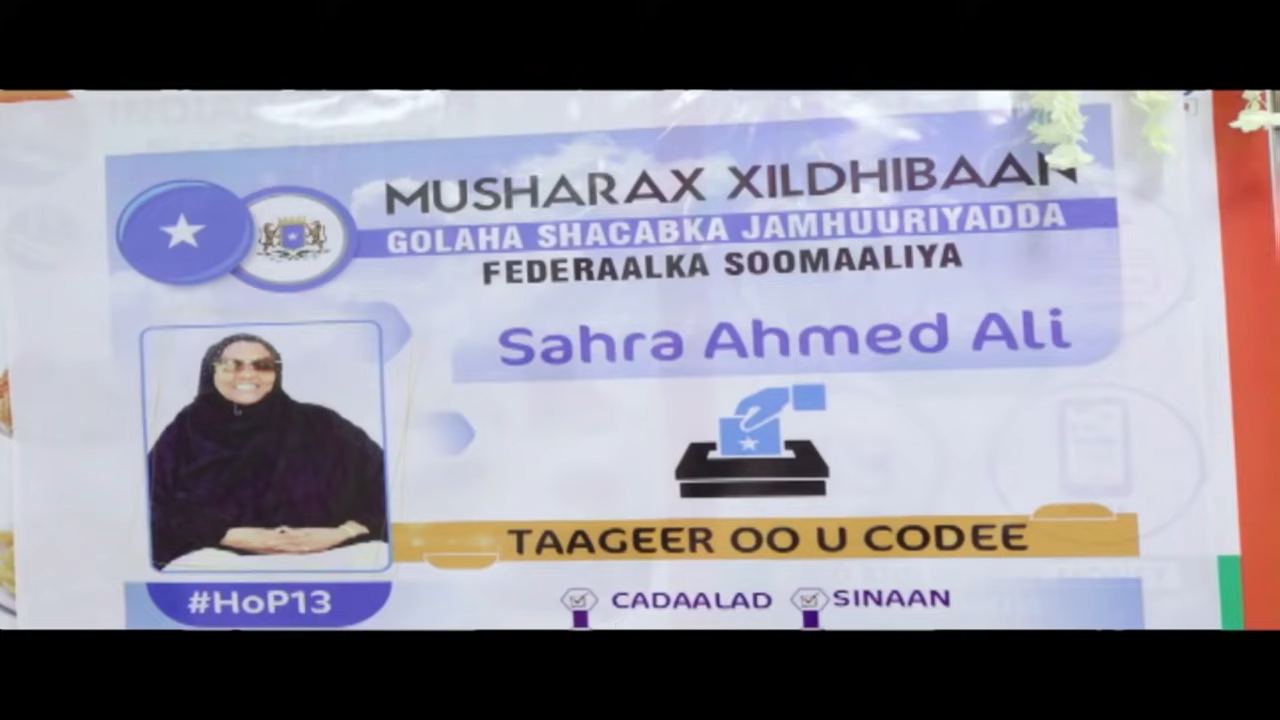 MUSHARAX XILDHIBAAN
GOLAHA SHACABKA JAMHUURIYADDA
FEDERAALKA SOOMAALIYA
Sahra Ahmed Ali
TAAGEER OO U CODEE
#HoP13
CADAALAD SINAAN